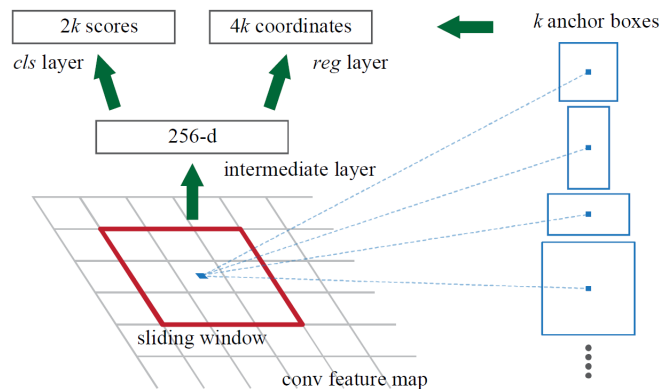 2k scores
4k coordinates
k anchor boxes
cls layer
reg layer
256-d
intermediate layer
sliding window
conv feature map